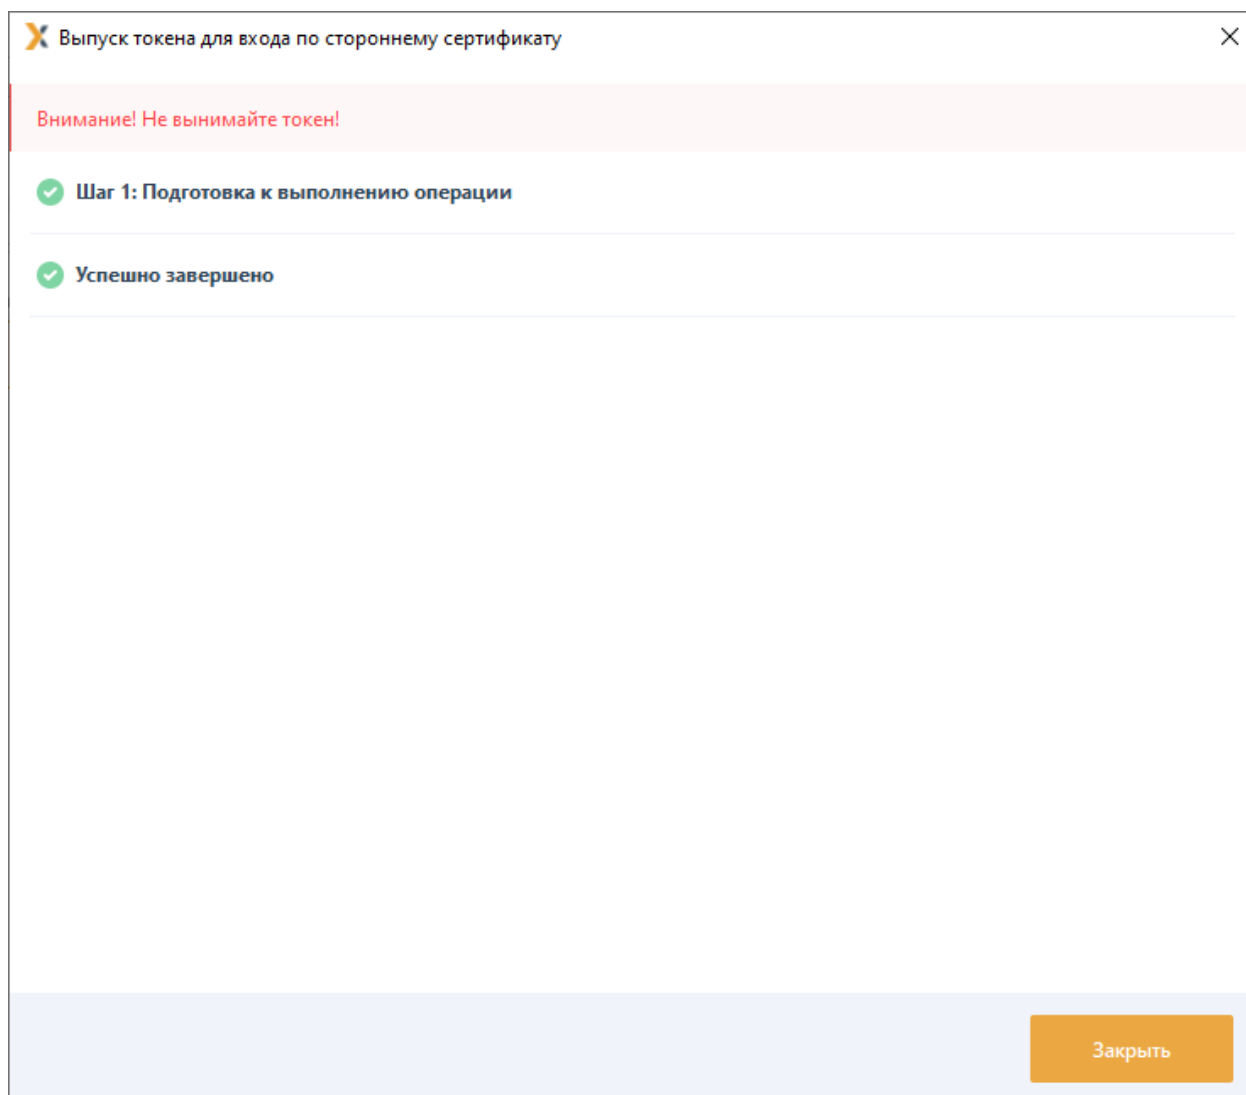 Выпуск токена для входа по стороннему сертификату
Внимание! Не вынимайте токен!
Шаг 1: Подготовка к выполнению операции
Успешно завершено
Закрыть